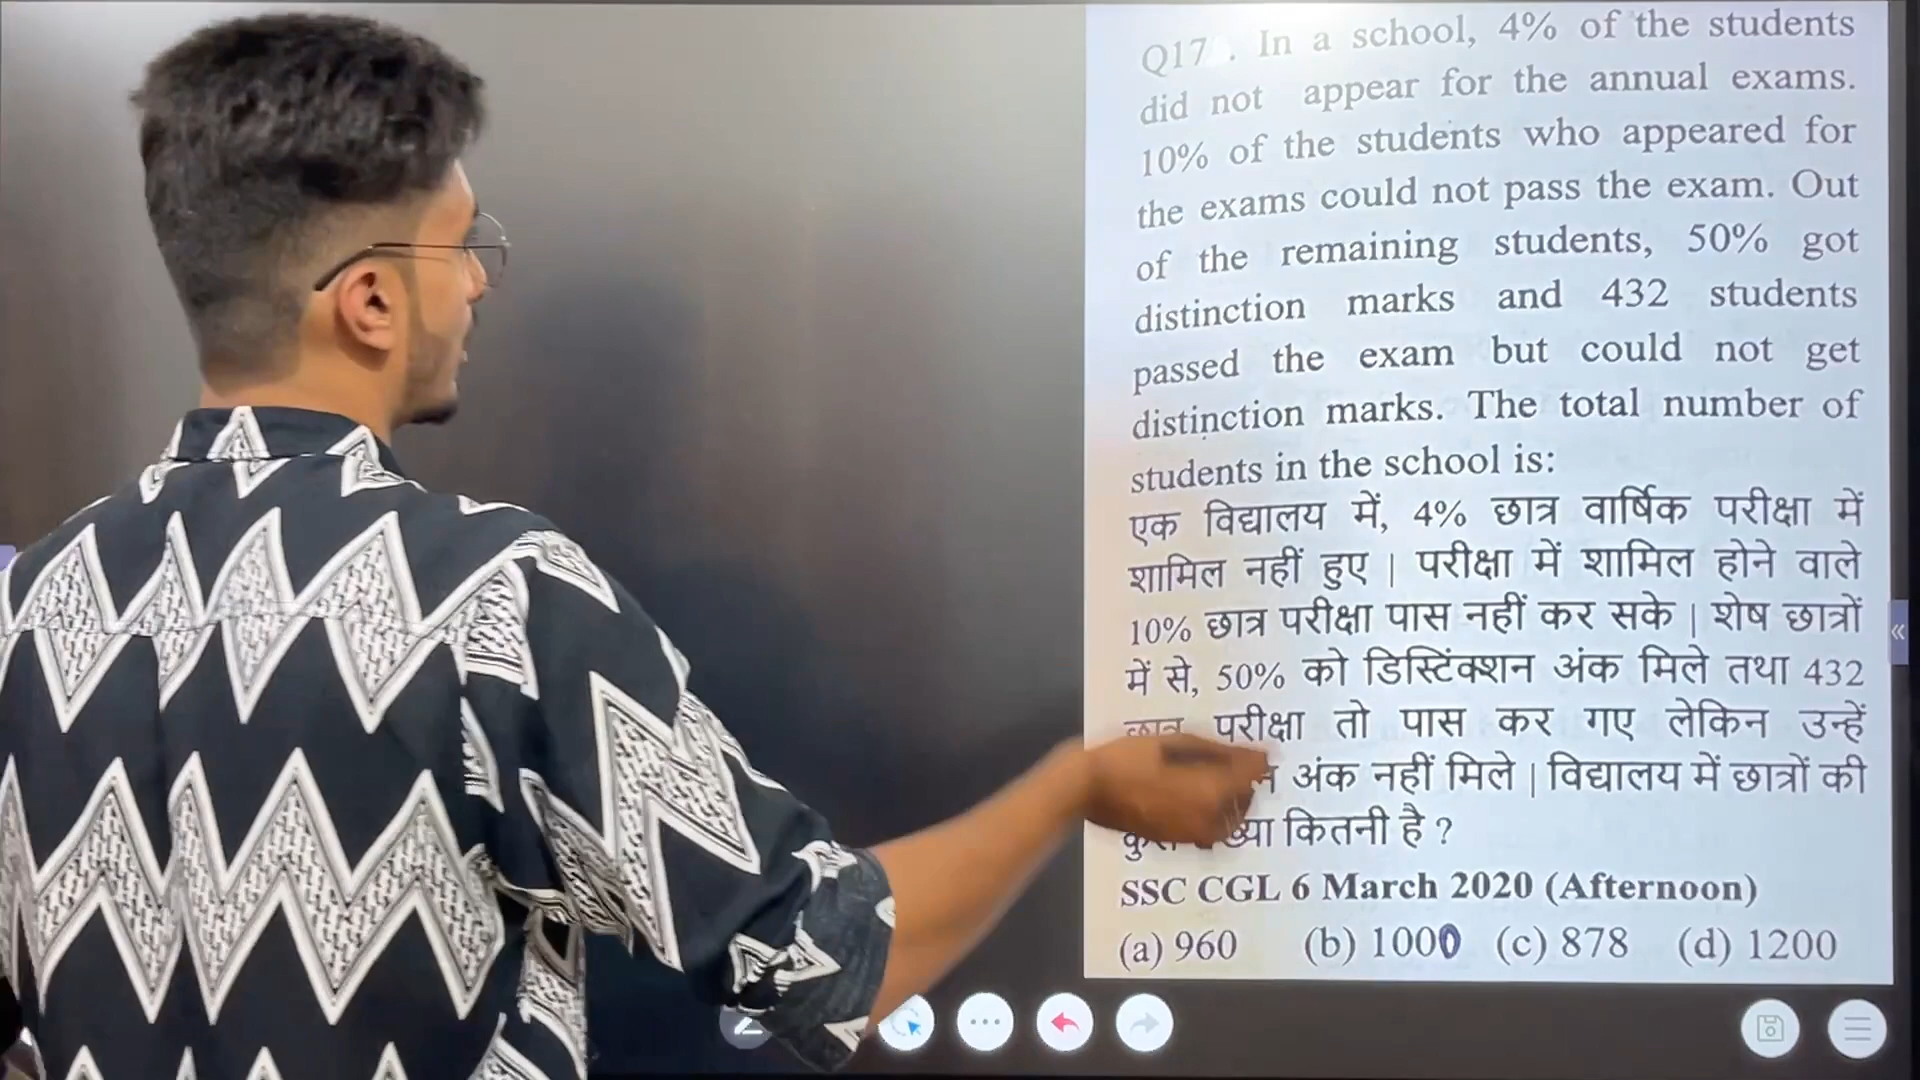 Q17 . In a school, 4% of the students
did not appear for the annual exams.
10% of the students who appeared for
the exams could not pass the exam. Out
of the remaining students, 50% got
distinction marks and 432 students
passed the exam but could not get
distinction marks. The total number of
students in the school is:
एक विद्यालय में, 4% छात्र वार्षिक परीक्षा में
शामिल नहीं हुए | परीक्षा में शामिल होने वाले
10% छात्र परीक्षा पास नहीं कर सके | शेष छात्रों
में से, 50% को डिस्टिंक्शन अंक मिले तथा 432
परीक्षा तो पास कर गए लेकिन उन्हें
अंक नहीं मिले | विद्यालय में छात्रों की
कितनी है ?
SSC CGL 6 March 2020 (Afternoon)
(a) 960 (b) 1000 (c) 878 (d) 1200